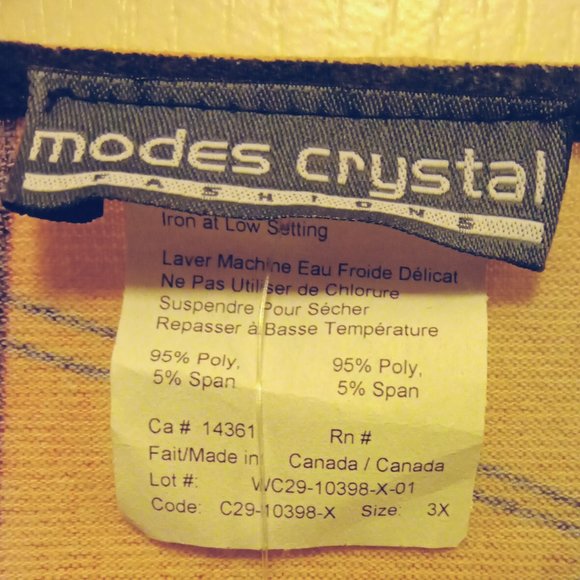 modes crystal
FASHIONS
Iron at Low Setting
Laver Machine Eau Froide Délicat
Ne Pas Utiliser de Chlorure
Suspendre Pour Sécher
Repasser à Basse Température
95% Poly, 95% Poly,
5% Span 5% Span
Ca # 14361 Rn #
Fait/Made in Canada / Canada
Lot #: WC29-10398-X-01
Code: C29-10398-X Size: 3X